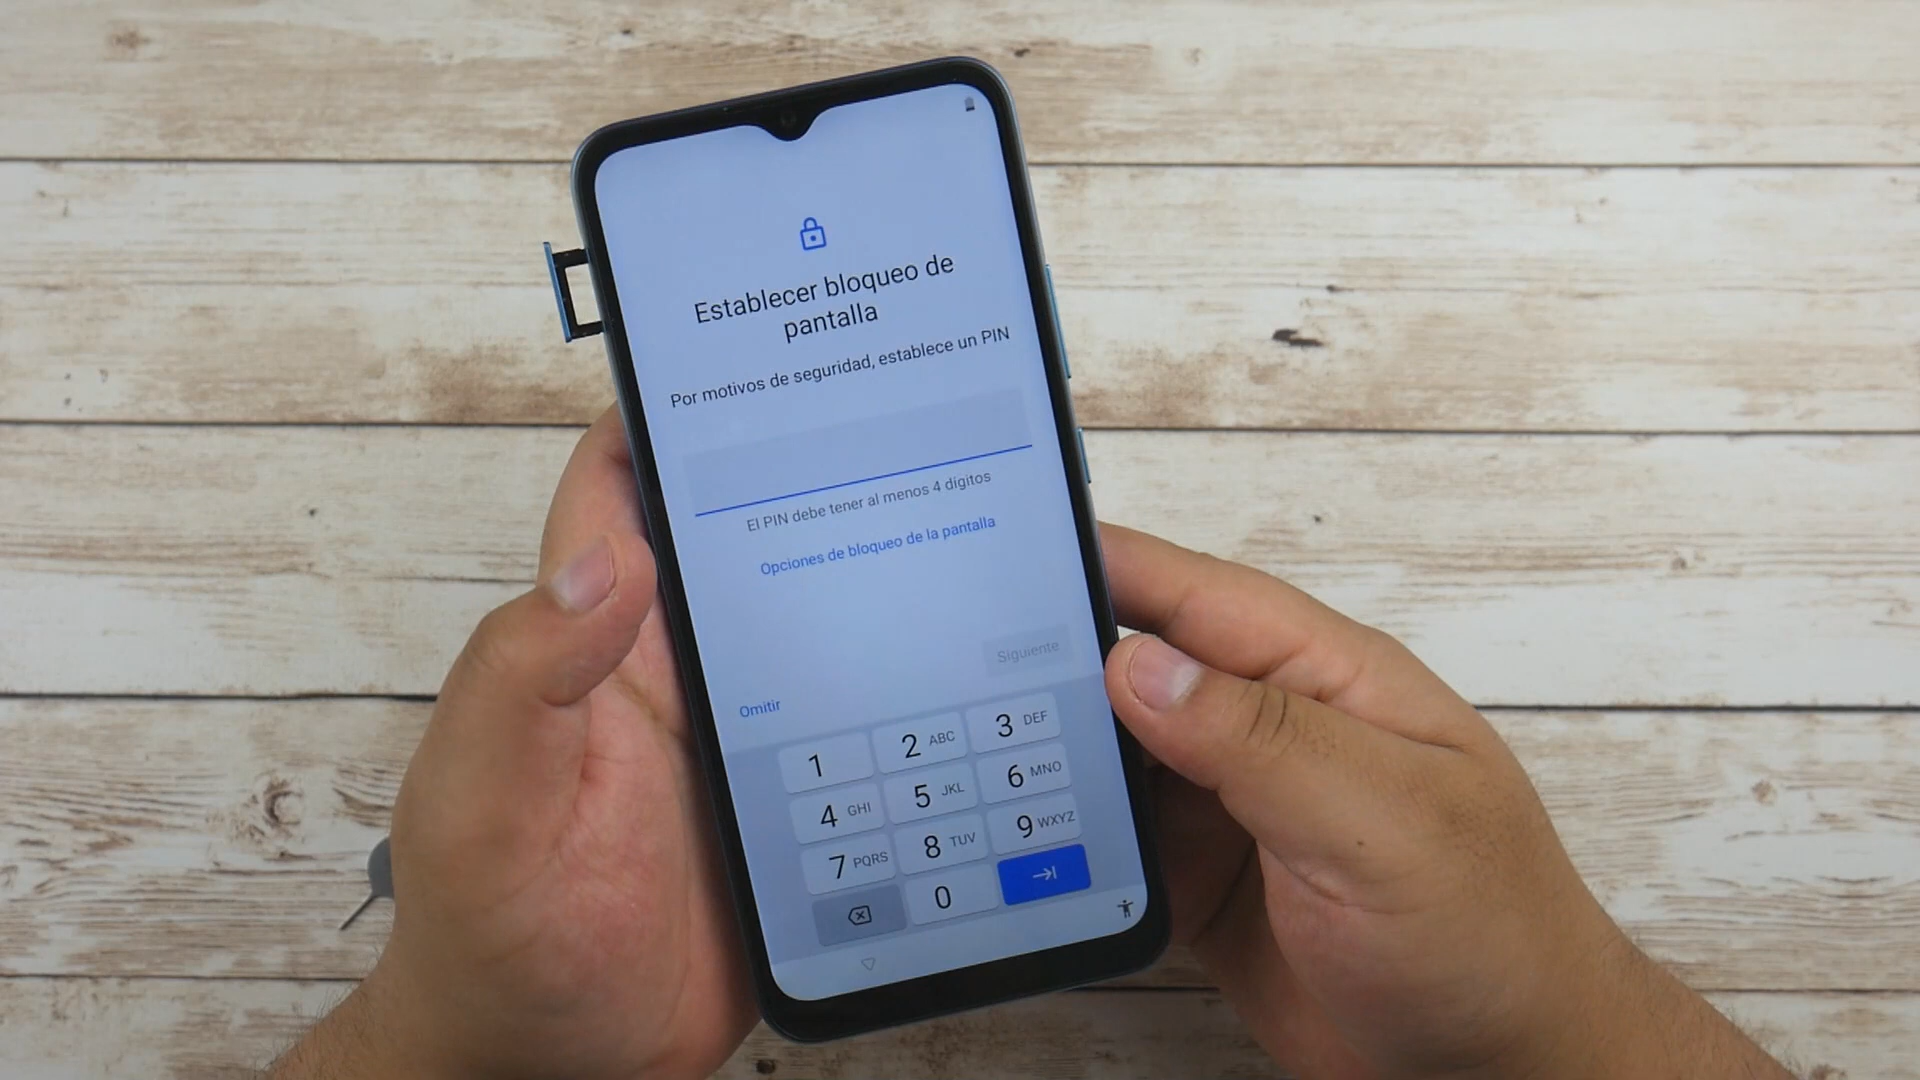 Establecer bloqueo de
pantalla
Por motivos de seguridad, establece un PIN
El PIN debe tener al menos 4 dígitos
Opciones de bloqueo de la pantalla
Siguiente
Omitir
1
2 ABC
3 DEF
4 GHI
5 JKL
6 MNO
7 PQRS
8 TUV
9 WXYZ
0